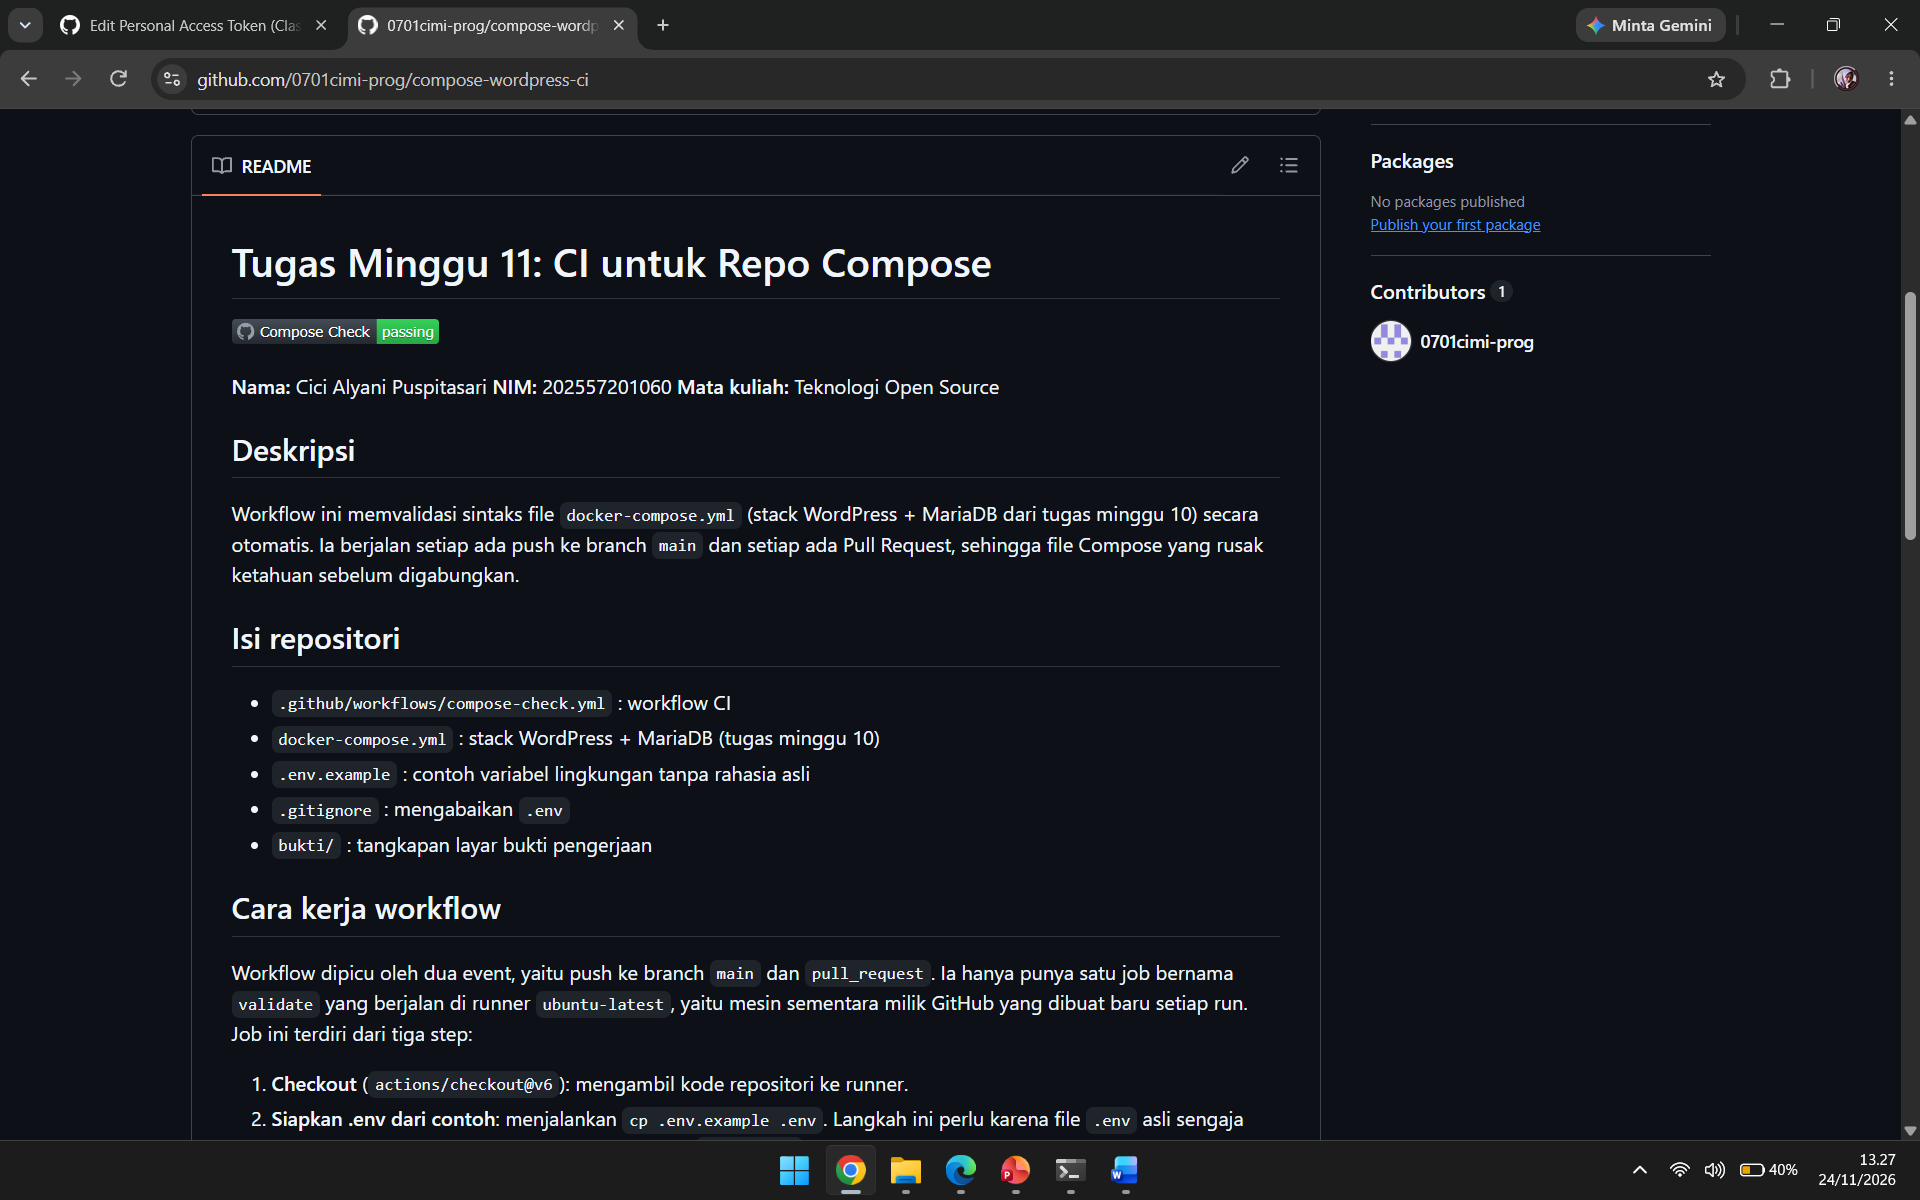 Edit Personal Access Token (Clas
0701cimi-prog/compose-wordp
Minta Gemini
github.com/0701cimi-prog/compose-wordpress-ci
README
Tugas Minggu 11: CI untuk Repo Compose
Compose Check passing
Nama: Cici Alyani Puspitasari NIM: 202557201060 Mata kuliah: Teknologi Open Source
Deskripsi
Workflow ini memvalidasi sintaks file docker-compose.yml (stack WordPress + MariaDB dari tugas minggu 10) secara
otomatis. Ia berjalan setiap ada push ke branch main dan setiap ada Pull Request, sehingga file Compose yang rusak
ketahuan sebelum digabungkan.
Isi repositori
• .github/workflows/compose-check.yml : workflow CI
• docker-compose.yml : stack WordPress + MariaDB (tugas minggu 10)
• .env.example : contoh variabel lingkungan tanpa rahasia asli
• .gitignore : mengabaikan .env
• bukti/ : tangkapan layar bukti pengerjaan
Cara kerja workflow
Workflow dipicu oleh dua event, yaitu push ke branch main dan pull_request. Ia hanya punya satu job bernama
validate yang berjalan di runner ubuntu-latest, yaitu mesin sementara milik GitHub yang dibuat baru setiap run.
Job ini terdiri dari tiga step:
1. Checkout (actions/checkout@v6): mengambil kode repositori ke runner.
2. Siapkan .env dari contoh: menjalankan cp .env.example .env. Langkah ini perlu karena file .env asli sengaja
Packages
No packages published
Publish your first package
Contributors 1
0701cimi-prog
40%
13.27
24/11/2026